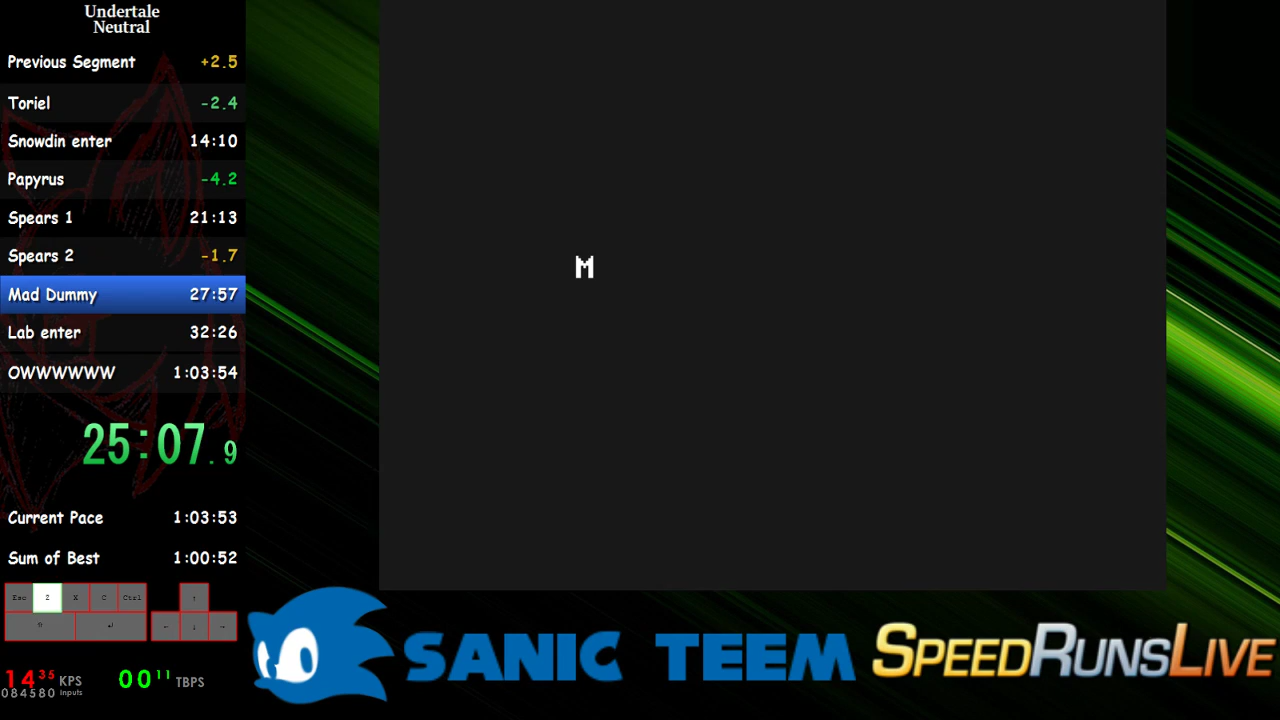 Undertale
Neutral
Previous Segment +2.5
Toriel -2.4
Snowdin enter 14:10
Papyrus -4.2
Spears 1 21:13
Spears 2 -1.7
Mad Dummy 27:57
Lab enter 32:26
OWWWWWW 1:03:54
25:07.9
Current Pace 1:03:53
Sum of Best 1:00:52
Esc Z X C Ctrl ↑
⇧ ↵ ← ↓ →
14 35 KPS 00 11 TBPS
084580 Inputs
M
SANIC TEEM
SPEEDRUNSLIVE